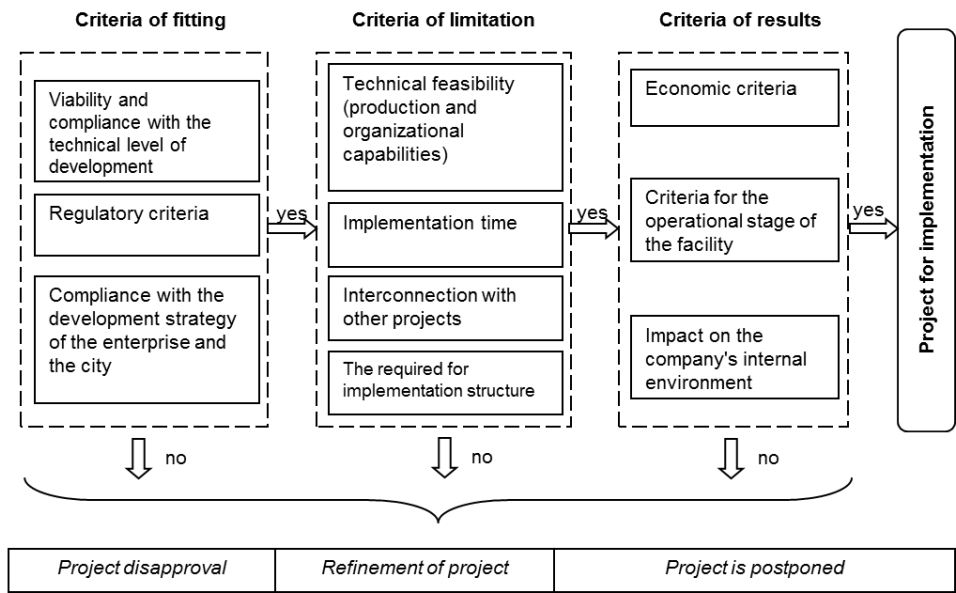 Criteria of fitting
Criteria of limitation
Criteria of results
Viability and
compliance with the
technical level of
development
Regulatory criteria
Compliance with the
development strategy
of the enterprise and
the city
yes
Technical feasibility
(production and
organizational
capabilities)
Implementation time
Interconnection with
other projects
The required for
implementation structure
yes
Economic criteria
Criteria for the
operational stage of
the facility
Impact on the
company's internal
environment
yes
Project for implementation
no
no
no
Project disapproval
Refinement of project
Project is postponed